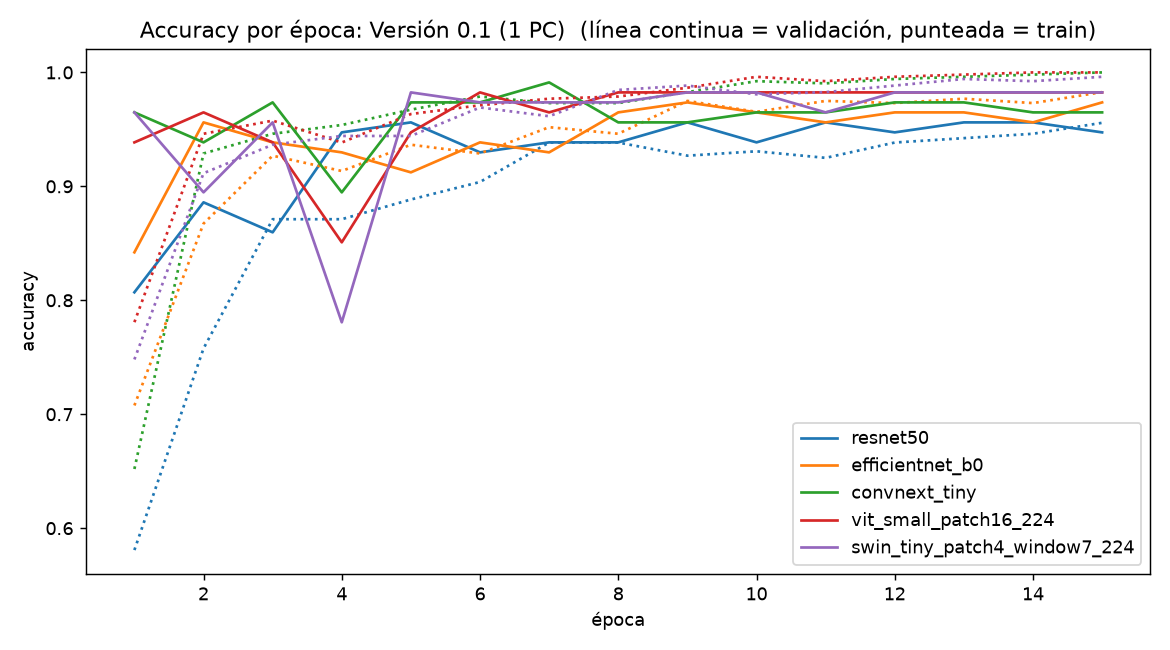 Accuracy por época: Versión 0.1 (1 PC)  (línea continua = validación, punteada = train)
1.0
0.9
0.8
0.7
0.6
accuracy
2 4 6 8 10 12 14
época
resnet50
efficientnet_b0
convnext_tiny
vit_small_patch16_224
swin_tiny_patch4_window7_224